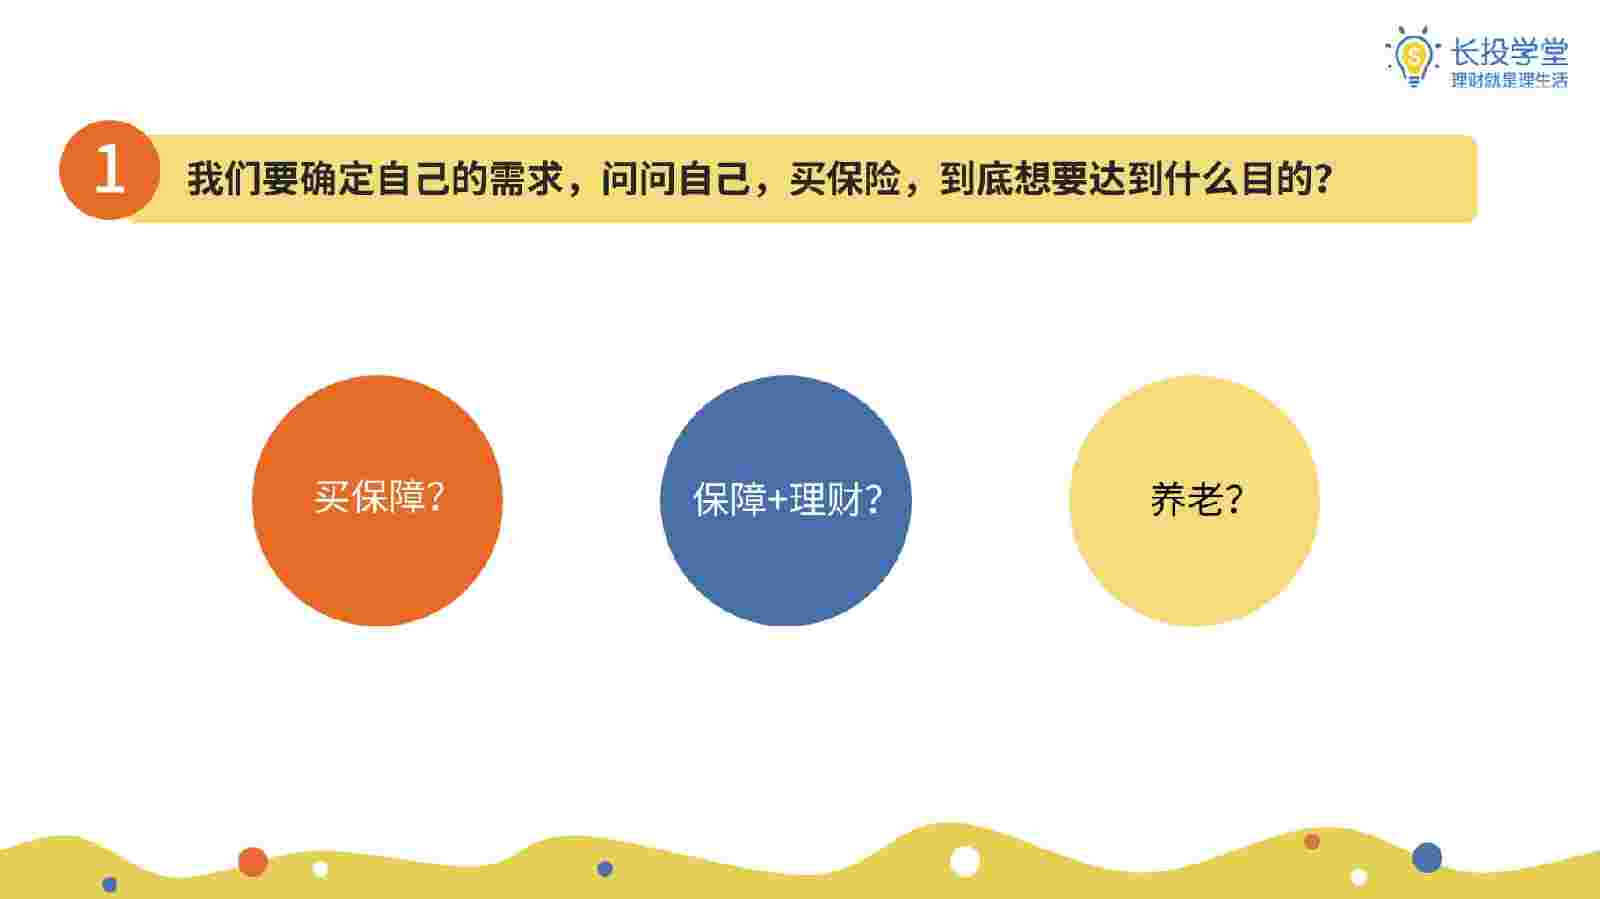 长投学堂
理财就是理生活
1
我们要确定自己的需求，问问自己，买保险，到底想要达到什么目的？
买保障？
保障+理财？
养老？